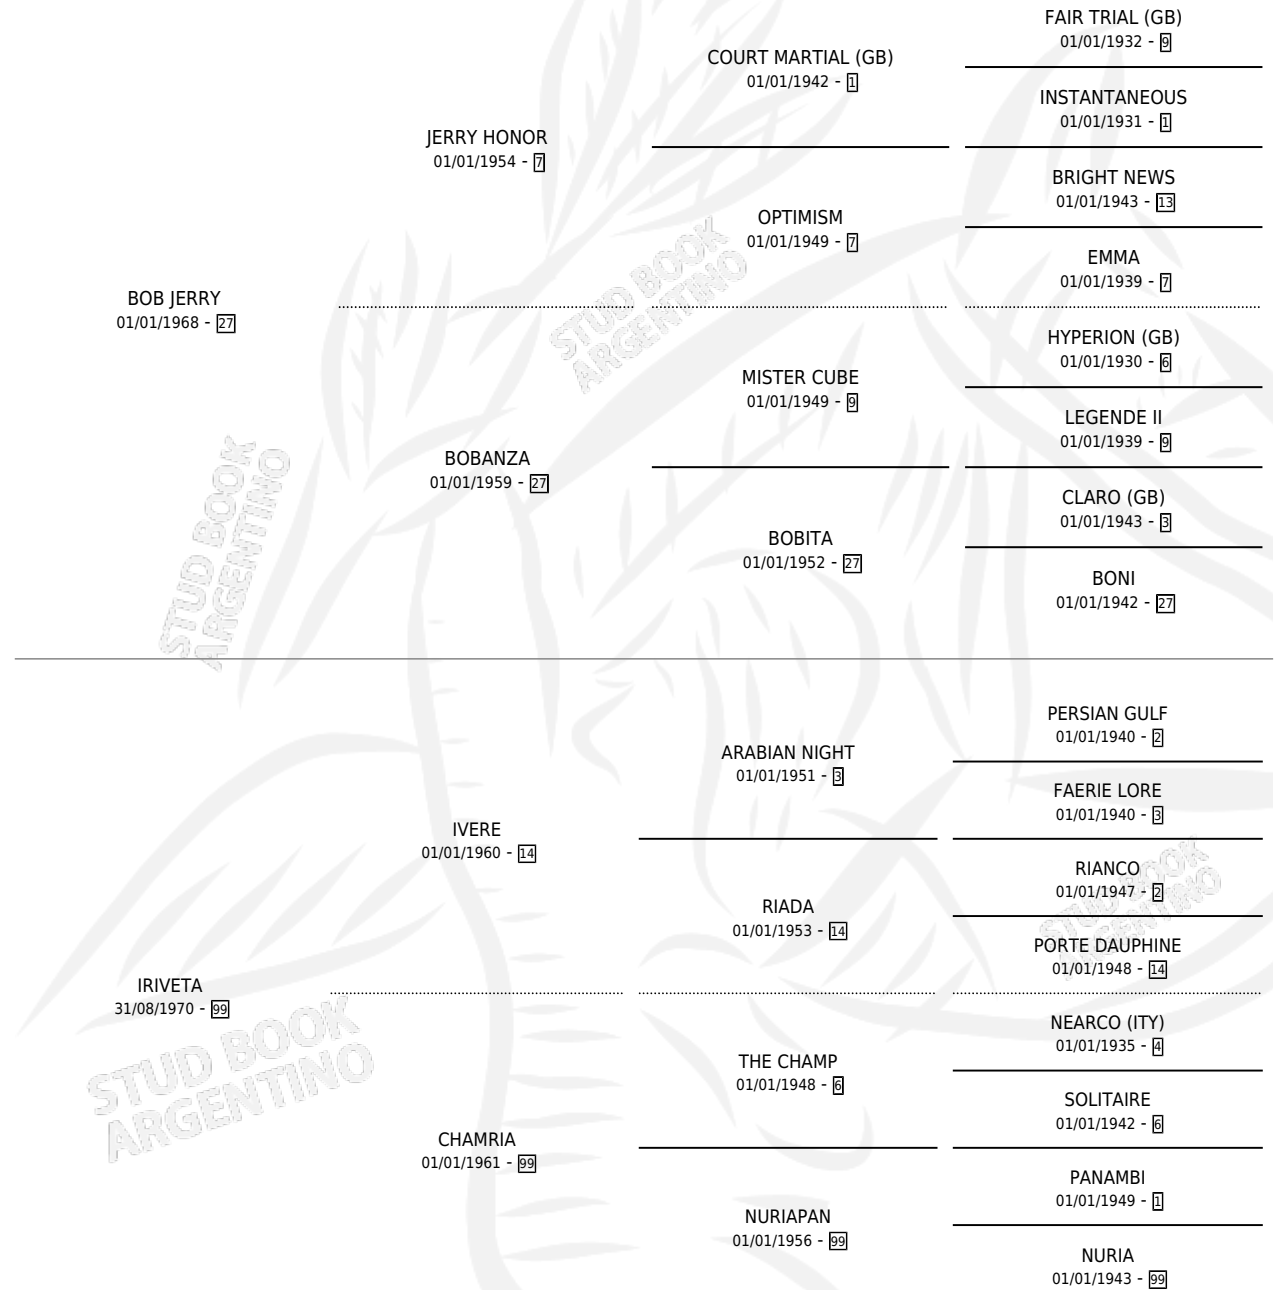 FAIR TRIAL (GB)
01/01/1932 - 9
COURT MARTIAL (GB)
01/01/1942 - 1
INSTANTANEOUS
01/01/1931 - 1
JERRY HONOR
01/01/1954 - 7
BRIGHT NEWS
01/01/1943 - 13
OPTIMISM
01/01/1949 - 7
EMMA
01/01/1939 - 7
BOB JERRY
01/01/1968 - 27
HYPERION (GB)
01/01/1930 - 6
MISTER CUBE
01/01/1949 - 9
LEGENDE II
01/01/1939 - 9
BOBANZA
01/01/1959 - 27
CLARO (GB)
01/01/1943 - 3
BOBITA
01/01/1952 - 27
BONI
01/01/1942 - 27
PERSIAN GULF
01/01/1940 - 2
ARABIAN NIGHT
01/01/1951 - 3
FAERIE LORE
01/01/1940 - 3
IVERE
01/01/1960 - 14
RIANCO
01/01/1947 - 2
RIADA
01/01/1953 - 14
PORTE DAUPHINE
01/01/1948 - 14
IRIVETA
31/08/1970 - 99
NEARCO (ITY)
01/01/1935 - 4
THE CHAMP
01/01/1948 - 6
SOLITAIRE
01/01/1942 - 6
CHAMRIA
01/01/1961 - 99
PANAMBI
01/01/1949 - 1
NURIAPAN
01/01/1956 - 99
NURIA
01/01/1943 - 99
STUD BOOK
ARGENTINO
STUD BOOK
ARGENTINO
STUD BOOK
ARGENTINO
STUD BOOK
ARGENTINO